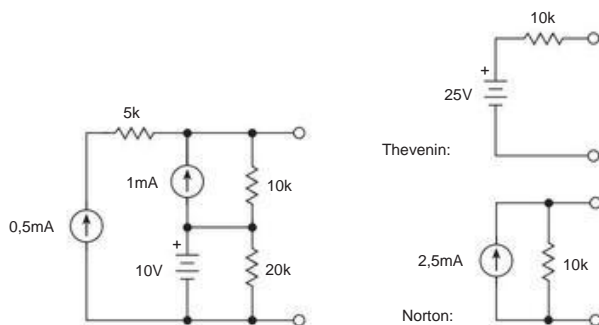 10k
+
25V
5k
Thevenin:
1mA
10k
0,5mA
+
10V
20k
2,5mA
10k
Norton: